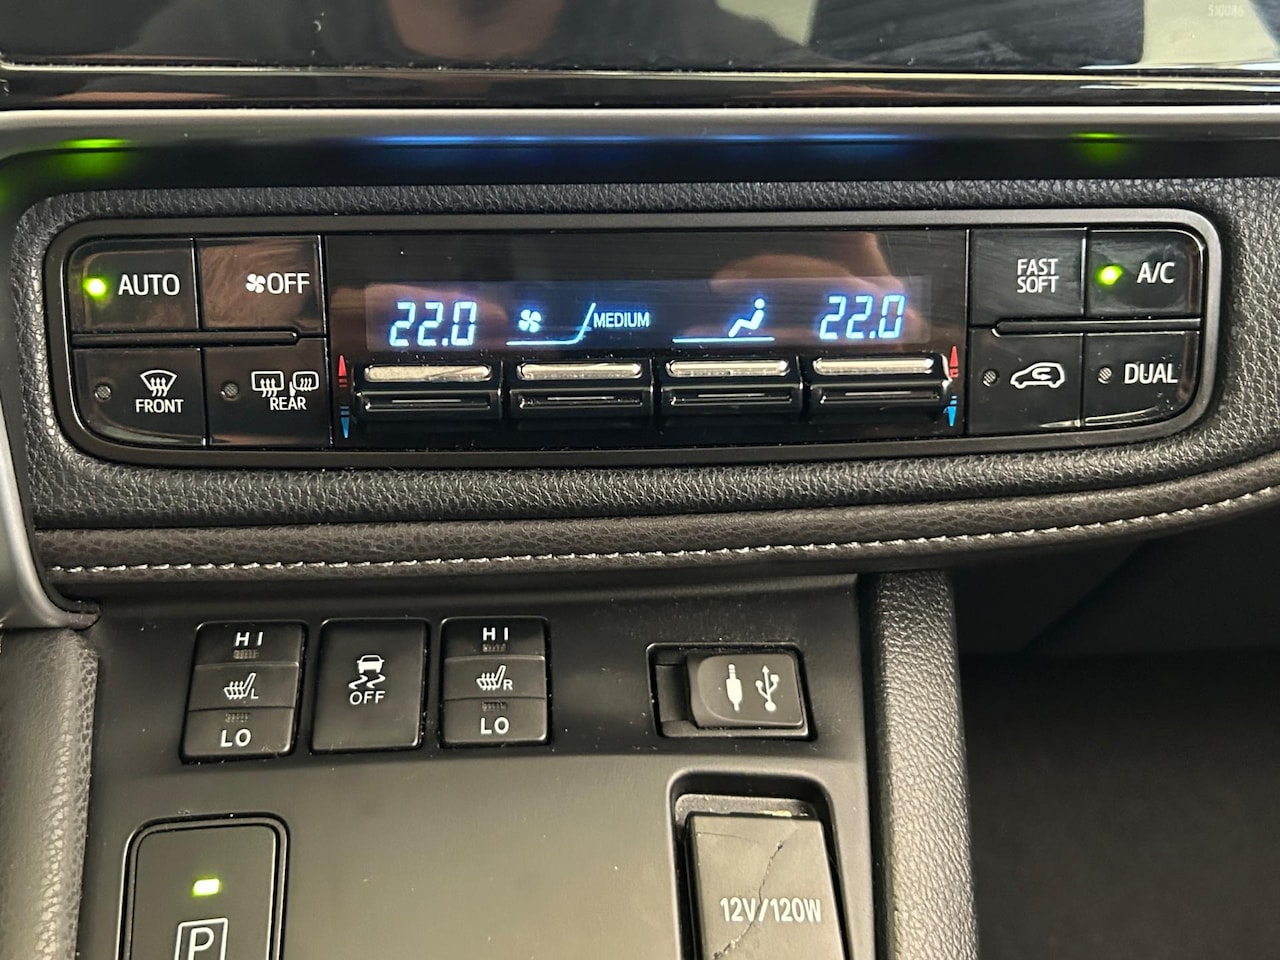 510086
AUTO
OFF
22.0
MEDIUM
22.0
FAST
SOFT
A/C
FRONT
REAR
DUAL
HI
L
LO
OFF
HI
R
LO
P
12V/120W